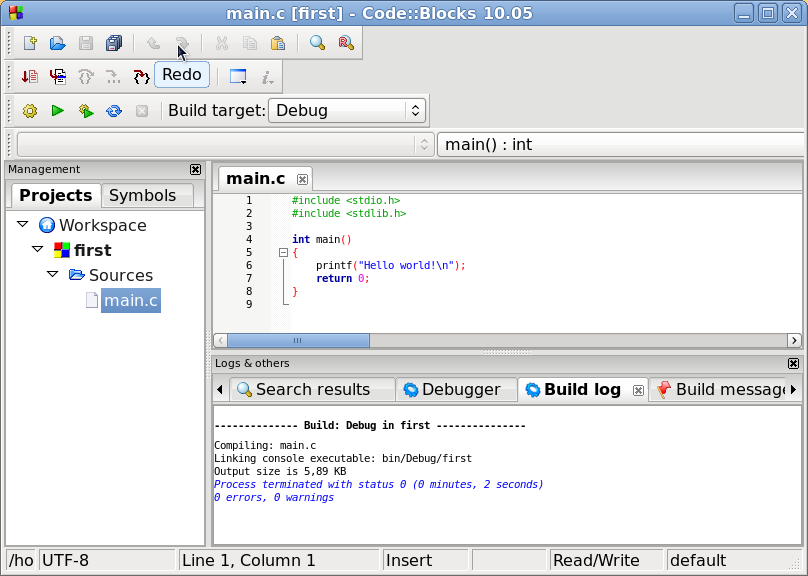 main.c [first] - Code::Blocks 10.05
Redo
Build target: Debug
main() : int
Management
Projects Symbols
Workspace
first
Sources
main.c
main.c
1 #include <stdio.h>
2 #include <stdlib.h>
3
4 int main()
5 {
6 printf("Hello world!\n");
7 return 0;
8 }
9
Logs & others
Search results Debugger Build log Build message
-------------- Build: Debug in first ---------------
Compiling: main.c
Linking console executable: bin/Debug/first
Output size is 5,89 KB
Process terminated with status 0 (0 minutes, 2 seconds)
0 errors, 0 warnings
/ho UTF-8 Line 1, Column 1 Insert Read/Write default